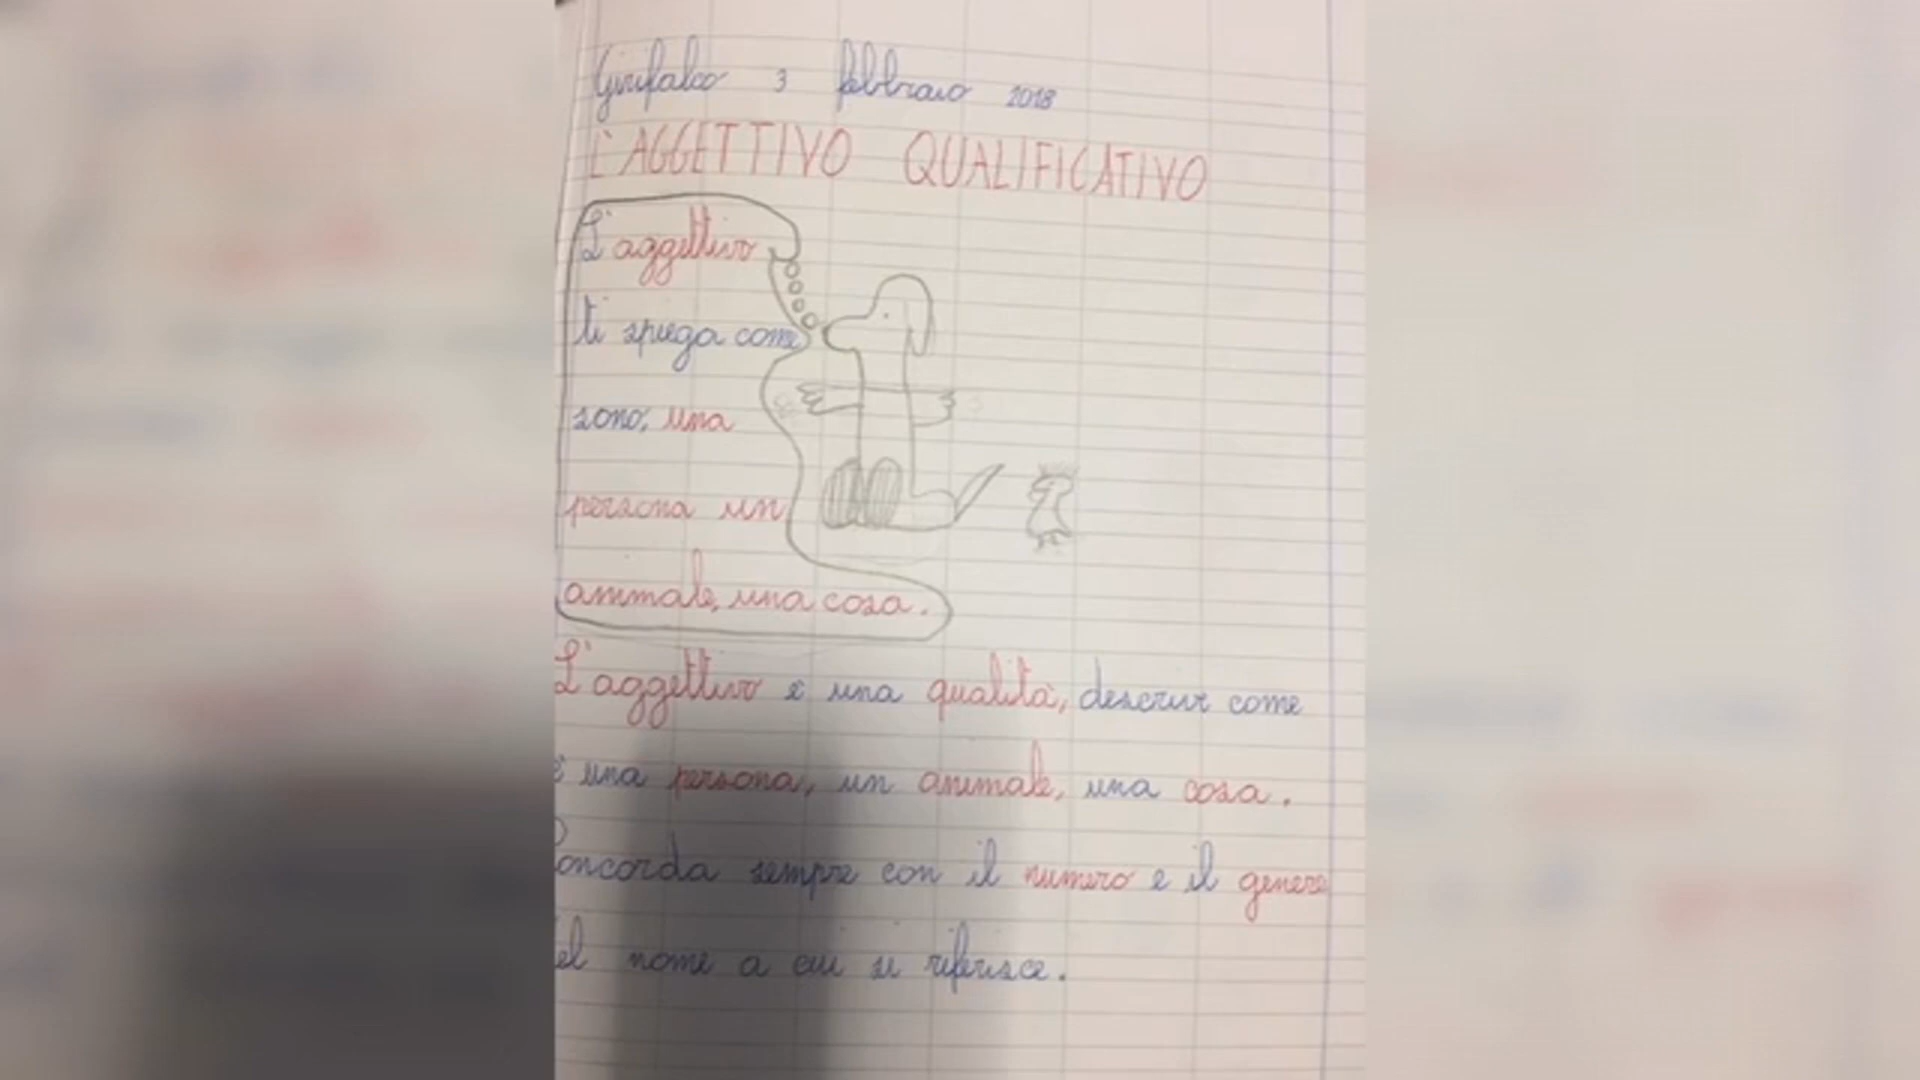 Girifalco 3 febbraio 2018
L'AGGETTIVO QUALIFICATIVO
L'aggettivo
ti spiega come
sono, una
persona un
animale, una cosa.
L'aggettivo è una qualità, descrive come
è una persona, un animale, una cosa.
Concorda sempre con il numero e il genere
del nome a cui si riferisce.